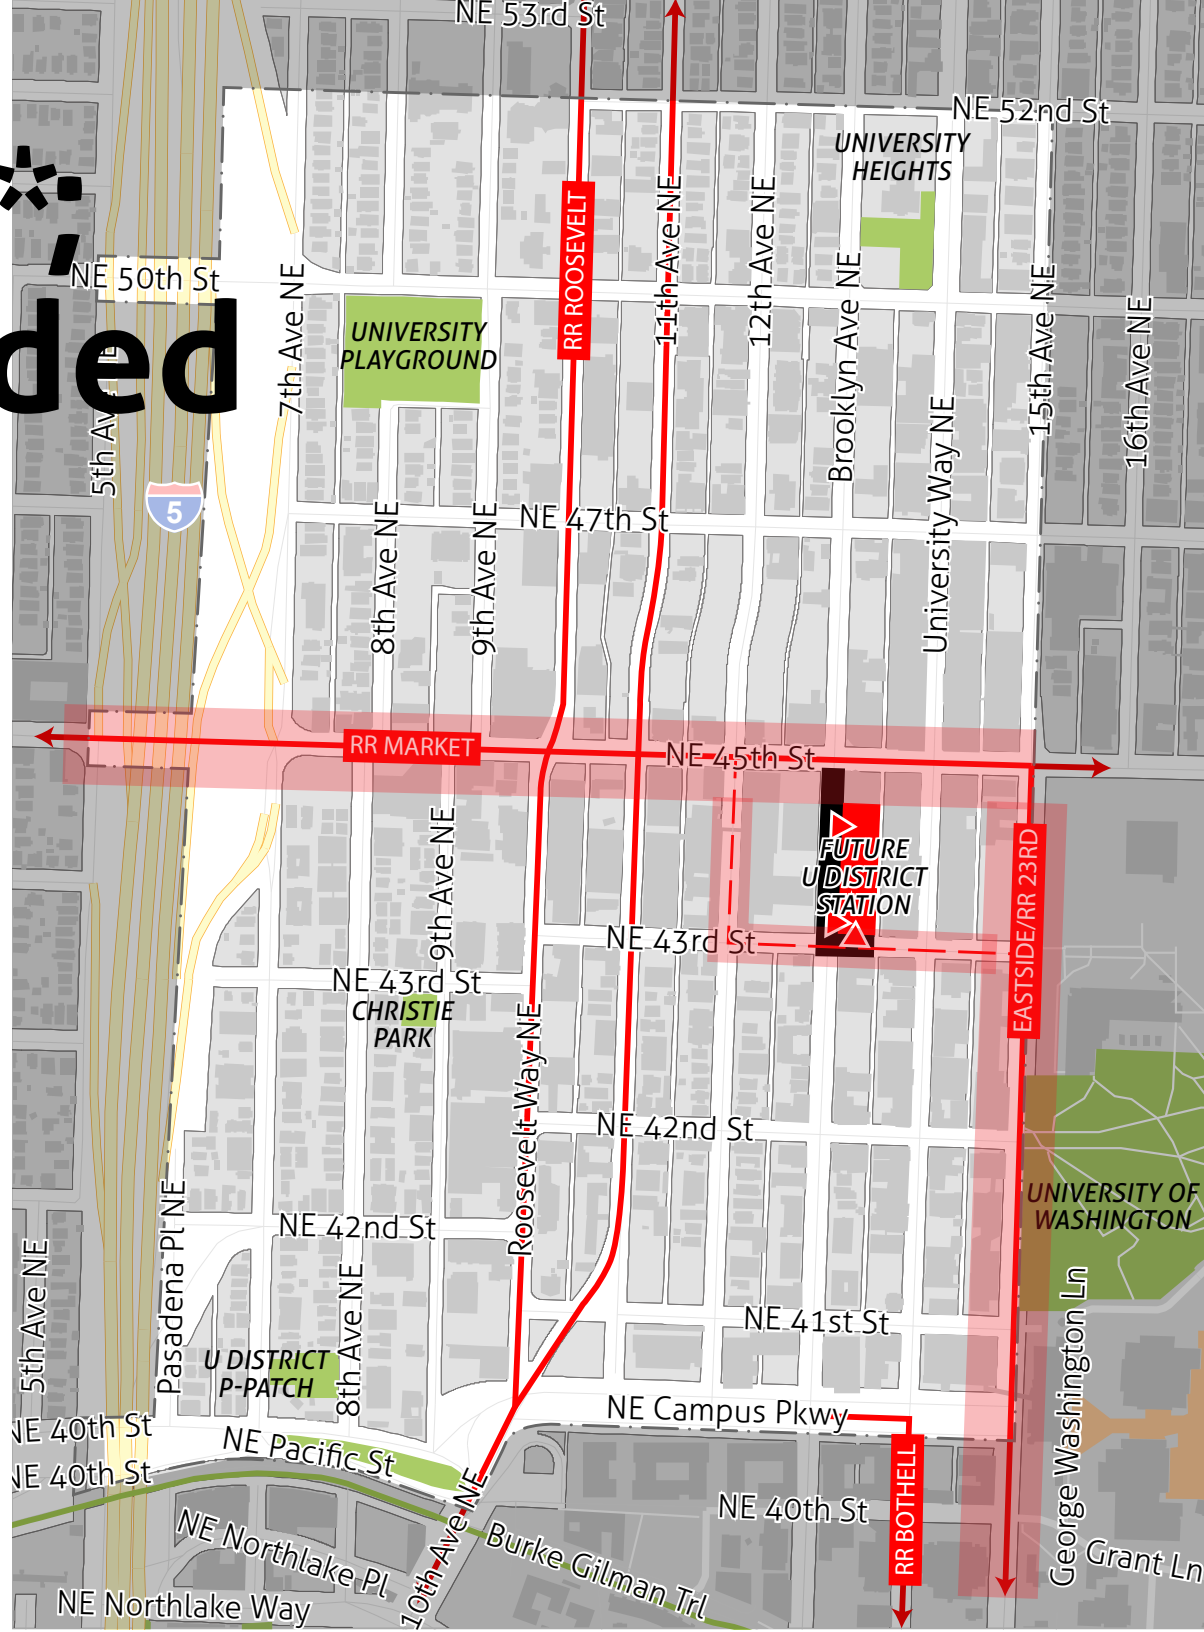 NE 53rd St
NE 52nd St
UNIVERSITY
HEIGHTS
*,
ded
NE 50th St
RR ROOSEVELT
11th Ave NE
12th Ave NE
Brooklyn Ave NE
University Way NE
15th Ave NE
16th Ave NE
7th Ave NE
UNIVERSITY
PLAYGROUND
5
NE 47th St
8th Ave NE
9th Ave NE
RR MARKET
NE 45th St
FUTURE
U DISTRICT
STATION
EASTSIDE/RR 23RD
9th Ave NE
NE 43rd St
NE 43rd St
CHRISTIE
PARK
Roosevelt Way NE
NE 42nd St
UNIVERSITY OF
WASHINGTON
Pasadena Pl NE
NE 42nd St
5th Ave NE
8th Ave NE
NE 41st St
U DISTRICT
P-PATCH
George Washington Ln
NE Campus Pkwy
NE 40th St
NE Pacific St
NE 40th St
RR BOTHELL
NE 40th St
NE Northlake Pl
10th Ave NE
Burke Gilman Trl
Grant Ln
NE Northlake Way